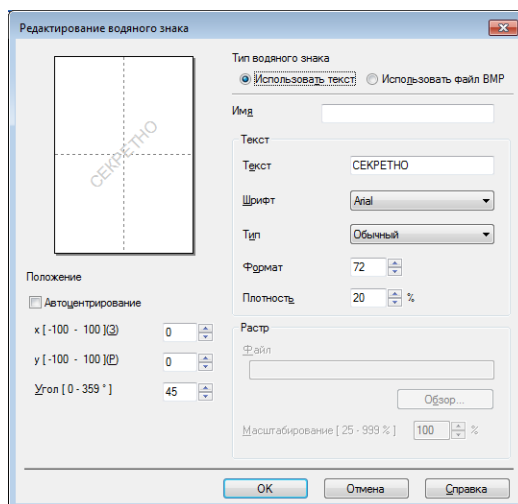 Редактирование водяного знака
СЕКРЕТНО
Тип водяного знака
Использовать текст Использовать файл BMP
Имя
Текст
Текст СЕКРЕТНО
Шрифт Arial
Тип Обычный
Формат 72
Плотность 20 %
Положение
Автоцентрирование
x [ -100 - 100 ](З) 0
y [ -100 - 100 ](Р) 0
Угол [ 0 - 359 ° ] 45
Растр
Файл
Обзор...
Масштабирование [ 25 - 999 % ] 100 %
OK Отмена Справка